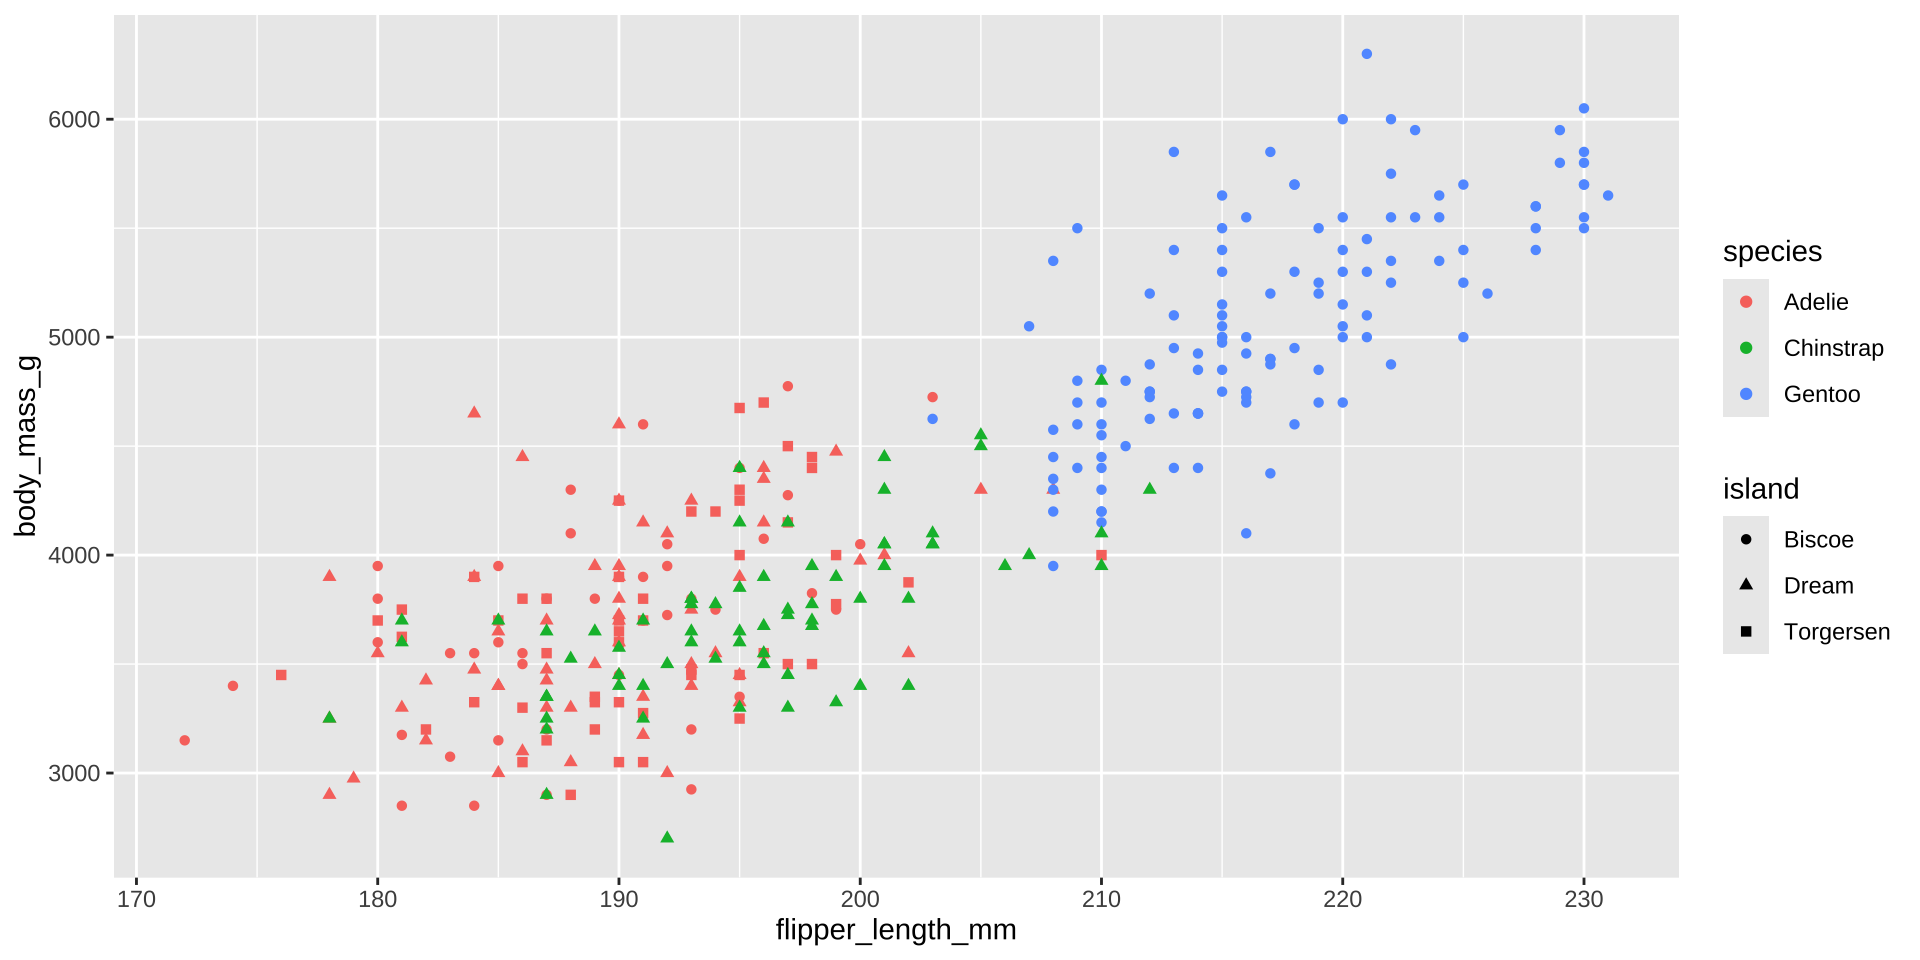 6000
5000
4000
3000
body_mass_g
170 180 190 200 210 220 230
flipper_length_mm
species
Adelie
Chinstrap
Gentoo
island
Biscoe
Dream
Torgersen